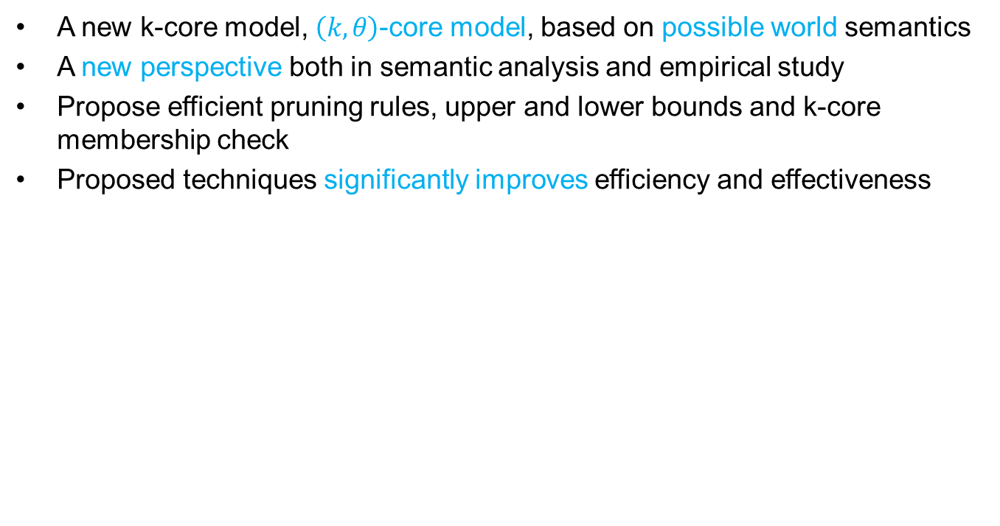 • A new k-core model, (k, θ)-core model, based on possible world semantics
• A new perspective both in semantic analysis and empirical study
• Propose efficient pruning rules, upper and lower bounds and k-core
membership check
• Proposed techniques significantly improves efficiency and effectiveness